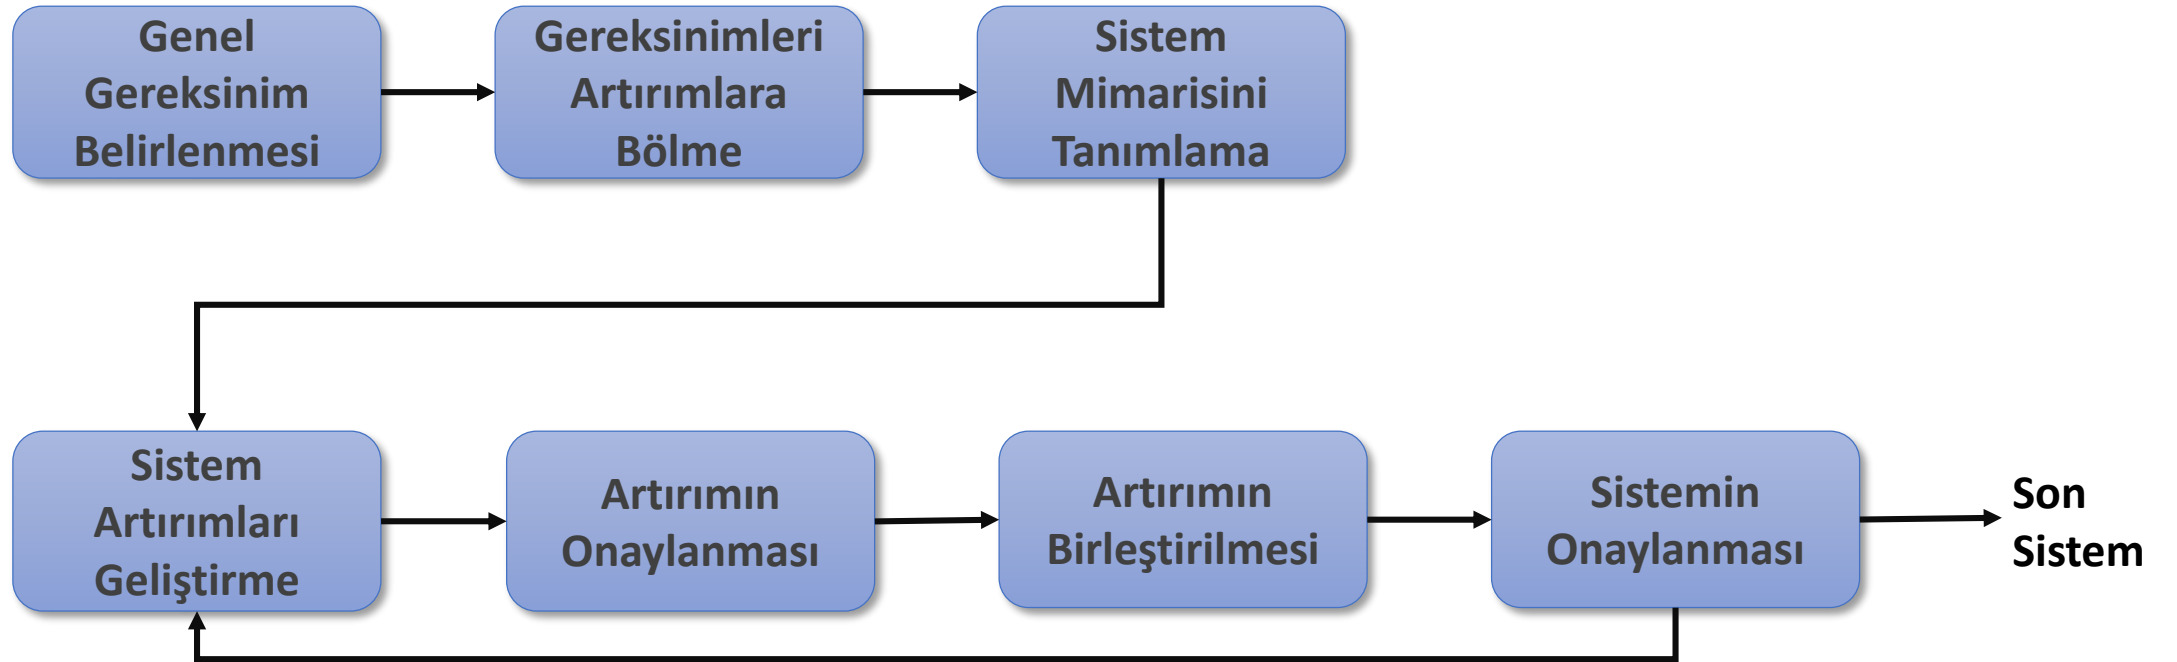 Genel
Gereksinim
Belirlenmesi
Gereksinimleri
Artırımlara
Bölme
Sistem
Mimarisini
Tanımlama
Sistem
Artırımları
Geliştirme
Artırımın
Onaylanması
Artırımın
Birleştirilmesi
Sistemin
Onaylanması
Son
Sistem